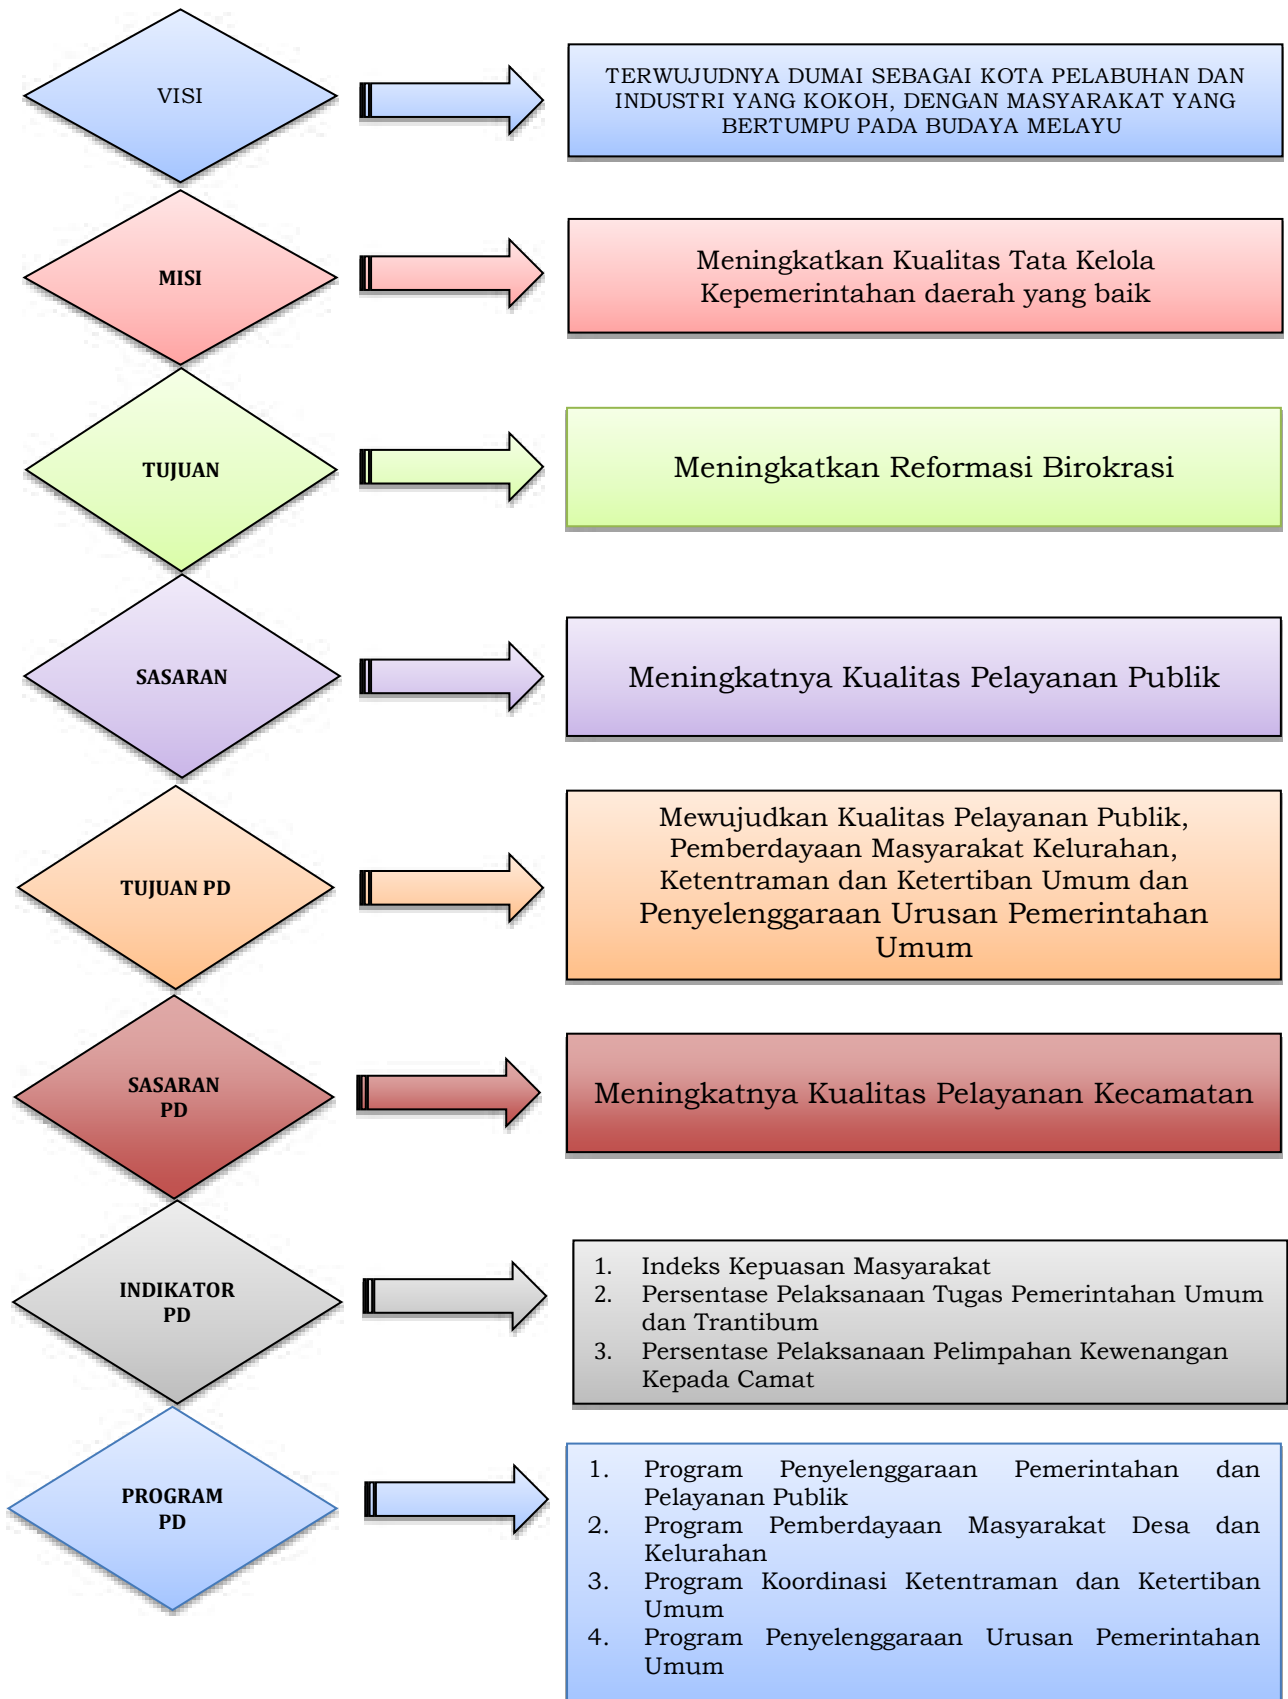 VISI
TERWUJUDNYA DUMAI SEBAGAI KOTA PELABUHAN DAN
INDUSTRI YANG KOKOH, DENGAN MASYARAKAT YANG
BERTUMPU PADA BUDAYA MELAYU
MISI
Meningkatkan Kualitas Tata Kelola
Kepemerintahan daerah yang baik
TUJUAN
Meningkatkan Reformasi Birokrasi
SASARAN
Meningkatnya Kualitas Pelayanan Publik
TUJUAN PD
Mewujudkan Kualitas Pelayanan Publik,
Pemberdayaan Masyarakat Kelurahan,
Ketentraman dan Ketertiban Umum dan
Penyelenggaraan Urusan Pemerintahan
Umum
SASARAN
PD
Meningkatnya Kualitas Pelayanan Kecamatan
INDIKATOR
PD
1. Indeks Kepuasan Masyarakat
2. Persentase Pelaksanaan Tugas Pemerintahan Umum
dan Trantibum
3. Persentase Pelaksanaan Pelimpahan Kewenangan
Kepada Camat
PROGRAM
PD
1. Program Penyelenggaraan Pemerintahan dan
Pelayanan Publik
2. Program Pemberdayaan Masyarakat Desa dan
Kelurahan
3. Program Koordinasi Ketentraman dan Ketertiban
Umum
4. Program Penyelenggaraan Urusan Pemerintahan
Umum